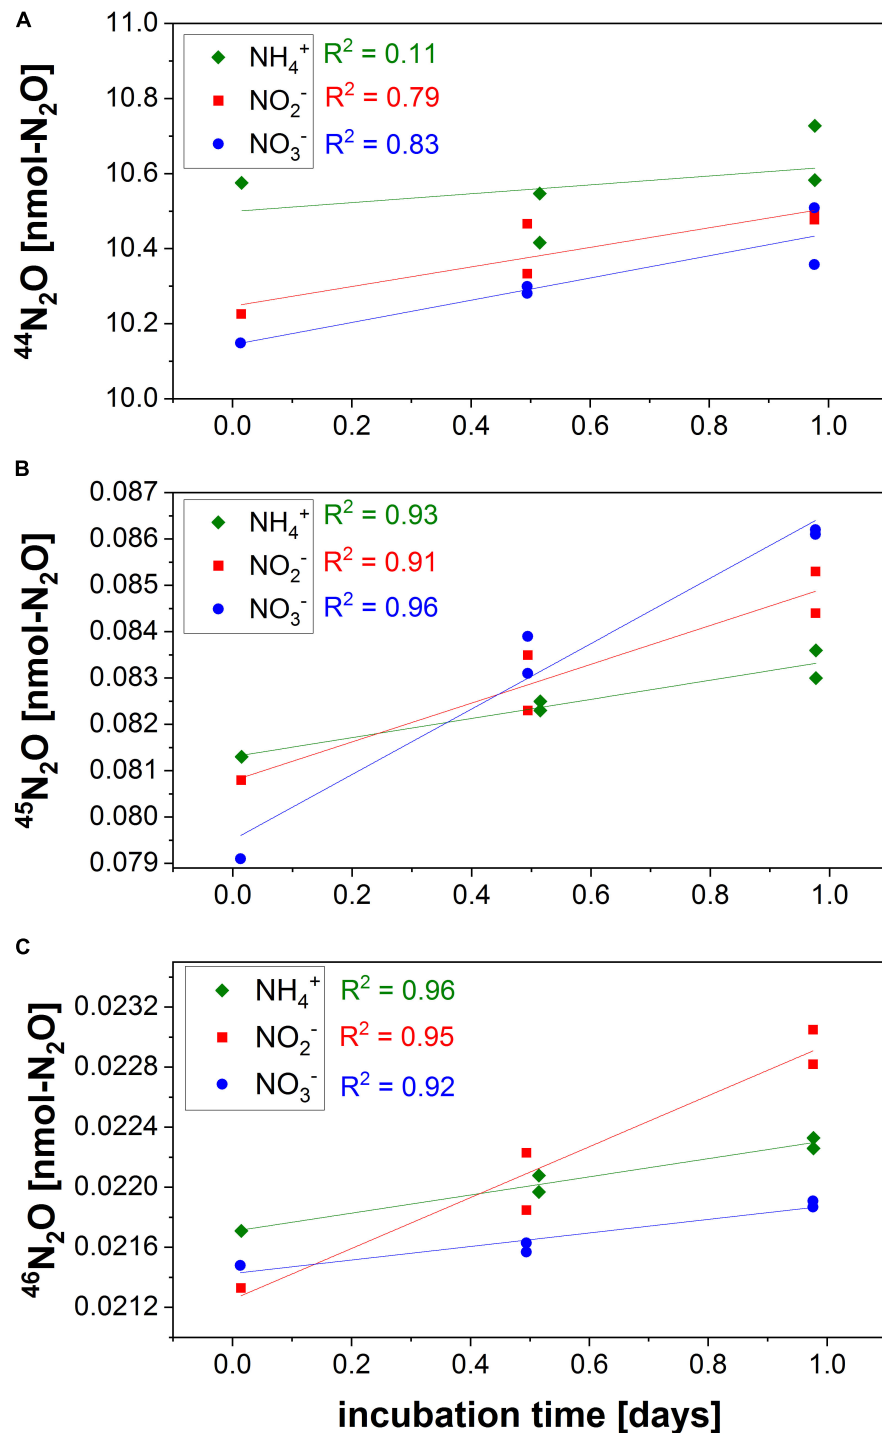 A
⁴⁴N₂O [nmol-N₂O]
11.0
10.8
10.6
10.4
10.2
10.0
NH₄⁺ R² = 0.11
NO₂⁻ R² = 0.79
NO₃⁻ R² = 0.83
0.0 0.2 0.4 0.6 0.8 1.0
B
⁴⁵N₂O [nmol-N₂O]
0.087
0.086
0.085
0.084
0.083
0.082
0.081
0.080
0.079
NH₄⁺ R² = 0.93
NO₂⁻ R² = 0.91
NO₃⁻ R² = 0.96
0.0 0.2 0.4 0.6 0.8 1.0
C
⁴⁶N₂O [nmol-N₂O]
0.0232
0.0228
0.0224
0.0220
0.0216
0.0212
NH₄⁺ R² = 0.96
NO₂⁻ R² = 0.95
NO₃⁻ R² = 0.92
0.0 0.2 0.4 0.6 0.8 1.0
incubation time [days]